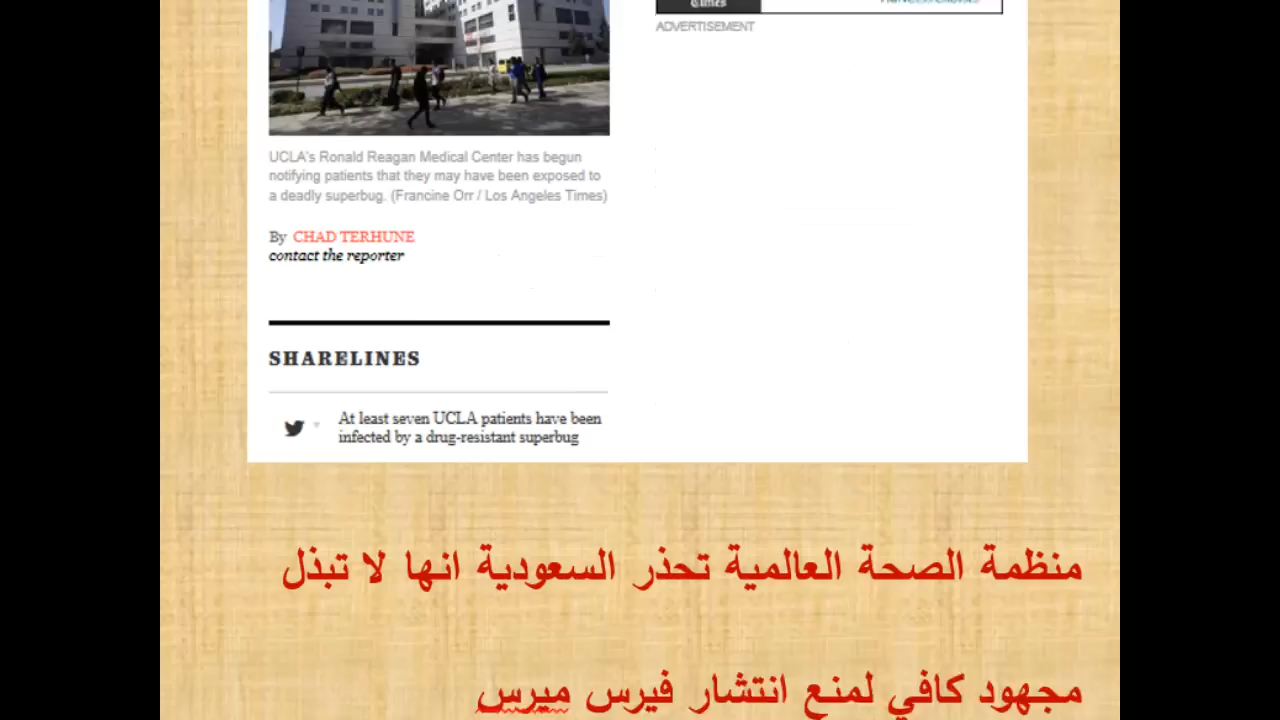 Times
ADVERTISEMENT
UCLA's Ronald Reagan Medical Center has begun
notifying patients that they may have been exposed to
a deadly superbug. (Francine Orr / Los Angeles Times)
By CHAD TERHUNE
contact the reporter
SHARELINES
At least seven UCLA patients have been
infected by a drug-resistant superbug
منظمة الصحة العالمية تحذر السعودية انها لا تبذل
مجهود كافي لمنع انتشار فيرس ميرس